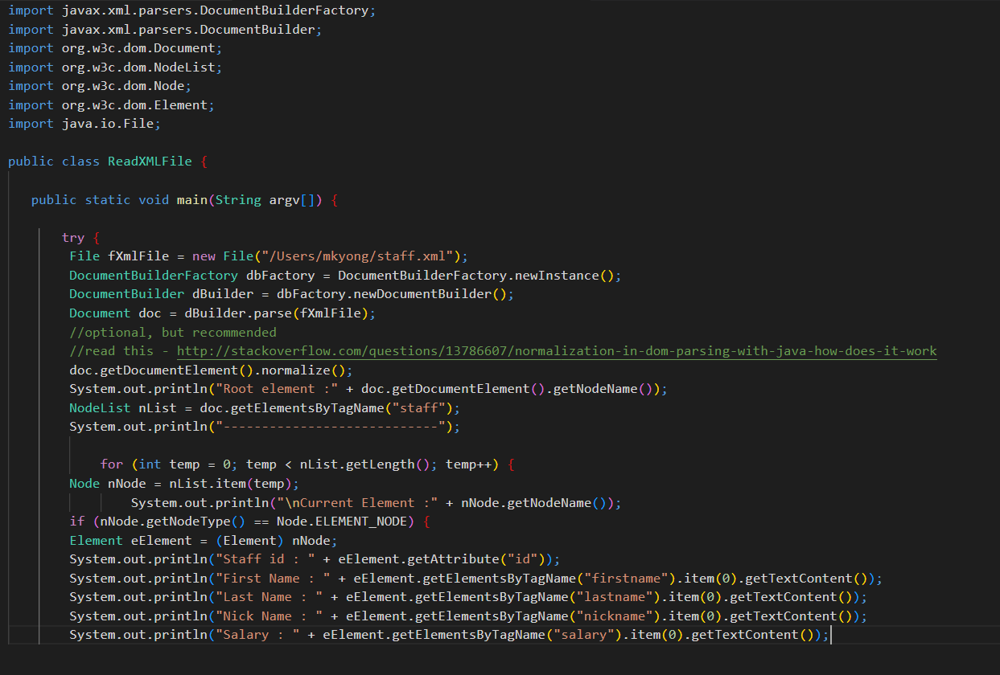 import javax.xml.parsers.DocumentBuilderFactory;
import javax.xml.parsers.DocumentBuilder;
import org.w3c.dom.Document;
import org.w3c.dom.NodeList;
import org.w3c.dom.Node;
import org.w3c.dom.Element;
import java.io.File;

public class ReadXMLFile {

   public static void main(String argv[]) {

       try {
        File fXmlFile = new File("/Users/mkyong/staff.xml");
        DocumentBuilderFactory dbFactory = DocumentBuilderFactory.newInstance();
        DocumentBuilder dBuilder = dbFactory.newDocumentBuilder();
        Document doc = dBuilder.parse(fXmlFile);
        //optional, but recommended
        //read this - http://stackoverflow.com/questions/13786607/normalization-in-dom-parsing-with-java-how-does-it-work
        doc.getDocumentElement().normalize();
        System.out.println("Root element :" + doc.getDocumentElement().getNodeName());
        NodeList nList = doc.getElementsByTagName("staff");
        System.out.println("----------------------------");

            for (int temp = 0; temp < nList.getLength(); temp++) {
        Node nNode = nList.item(temp);
                System.out.println("\nCurrent Element :" + nNode.getNodeName());
        if (nNode.getNodeType() == Node.ELEMENT_NODE) {
        Element eElement = (Element) nNode;
        System.out.println("Staff id : " + eElement.getAttribute("id"));
        System.out.println("First Name : " + eElement.getElementsByTagName("firstname").item(0).getTextContent());
        System.out.println("Last Name : " + eElement.getElementsByTagName("lastname").item(0).getTextContent());
        System.out.println("Nick Name : " + eElement.getElementsByTagName("nickname").item(0).getTextContent());
        System.out.println("Salary : " + eElement.getElementsByTagName("salary").item(0).getTextContent());